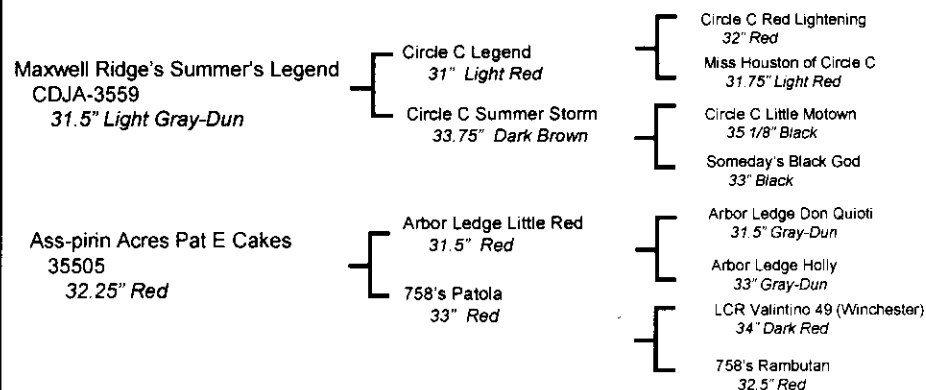 Maxwell Ridge's Summer's Legend
CDJA-3559
31.5" Light Gray-Dun
Circle C Legend
31" Light Red
Circle C Summer Storm
33.75" Dark Brown
Circle C Red Lightening
32" Red
Miss Houston of Circle C
31.75" Light Red
Circle C Little Motown
35 1/8" Black
Someday's Black God
33" Black
Ass-pirin Acres Pat E Cakes
35505
32.25" Red
Arbor Ledge Little Red
31.5" Red
758's Patola
33" Red
Arbor Ledge Don Quioti
31.5" Gray-Dun
Arbor Ledge Holly
33" Gray-Dun
LCR Valintino 49 (Winchester)
34" Dark Red
758's Rambutan
32.5" Red